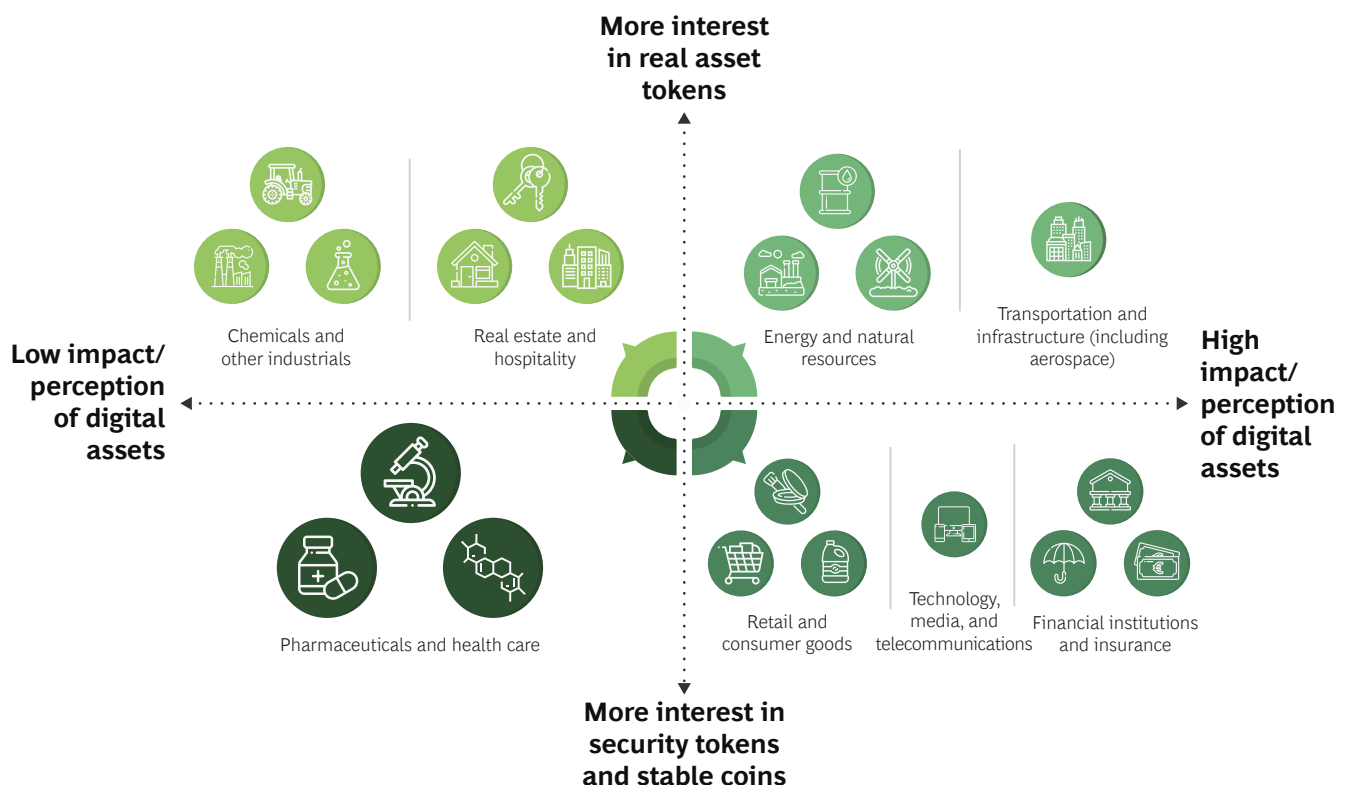 More interest
in real asset
tokens
Chemicals and
other industrials
Real estate and
hospitality
Energy and natural
resources
Transportation and
infrastructure (including
aerospace)
Low impact/
perception
of digital
assets
High
impact/
perception
of digital
assets
Pharmaceuticals and health care
Retail and
consumer goods
Technology,
media, and
telecommunications
Financial institutions
and insurance
More interest in
security tokens
and stable coins